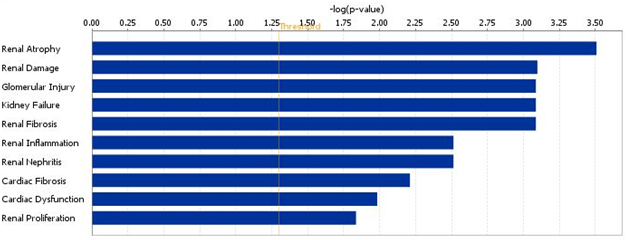 -log(p-value)
0.00 0.25 0.50 0.75 1.00 1.25 1.50 1.75 2.00 2.25 2.50 2.75 3.00 3.25 3.50
Threshold
Renal Atrophy
Renal Damage
Glomerular Injury
Kidney Failure
Renal Fibrosis
Renal Inflammation
Renal Nephritis
Cardiac Fibrosis
Cardiac Dysfunction
Renal Proliferation